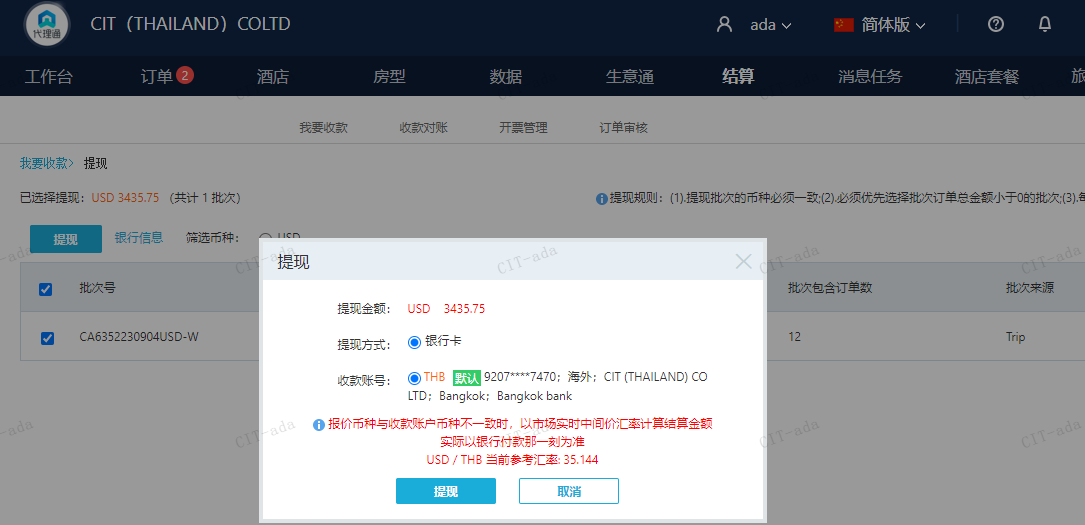 代理通
CIT（THAILAND）COLTD
ada
简体版
工作台
订单 2
酒店
房型
数据
生意通
结算
消息任务
酒店套餐
旅
我要收款
收款对账
开票管理
订单审核
我要收款> 提现
已选择提现： USD 3435.75 （共计 1 批次）
提现规则：(1).提现批次的币种必须一致;(2).必须优先选择批次订单总金额小于0的批次;(3).每
提现
银行信息
筛选币种：
USD
批次号
批次包含订单数
批次来源
CA6352230904USD-W
12
Trip
提现
提现金额： USD 3435.75
提现方式： 银行卡
收款账号： THB 默认 9207****7470；海外；CIT (THAILAND) CO
LTD；Bangkok；Bangkok bank
报价币种与收款账户币种不一致时，以市场实时中间价汇率计算结算金额
实际以银行付款那一刻为准
USD / THB 当前参考汇率: 35.144
提现
取消
CIT-ada
CIT-ada
CIT-ada
CIT-ada
CIT-ada
CIT-ada